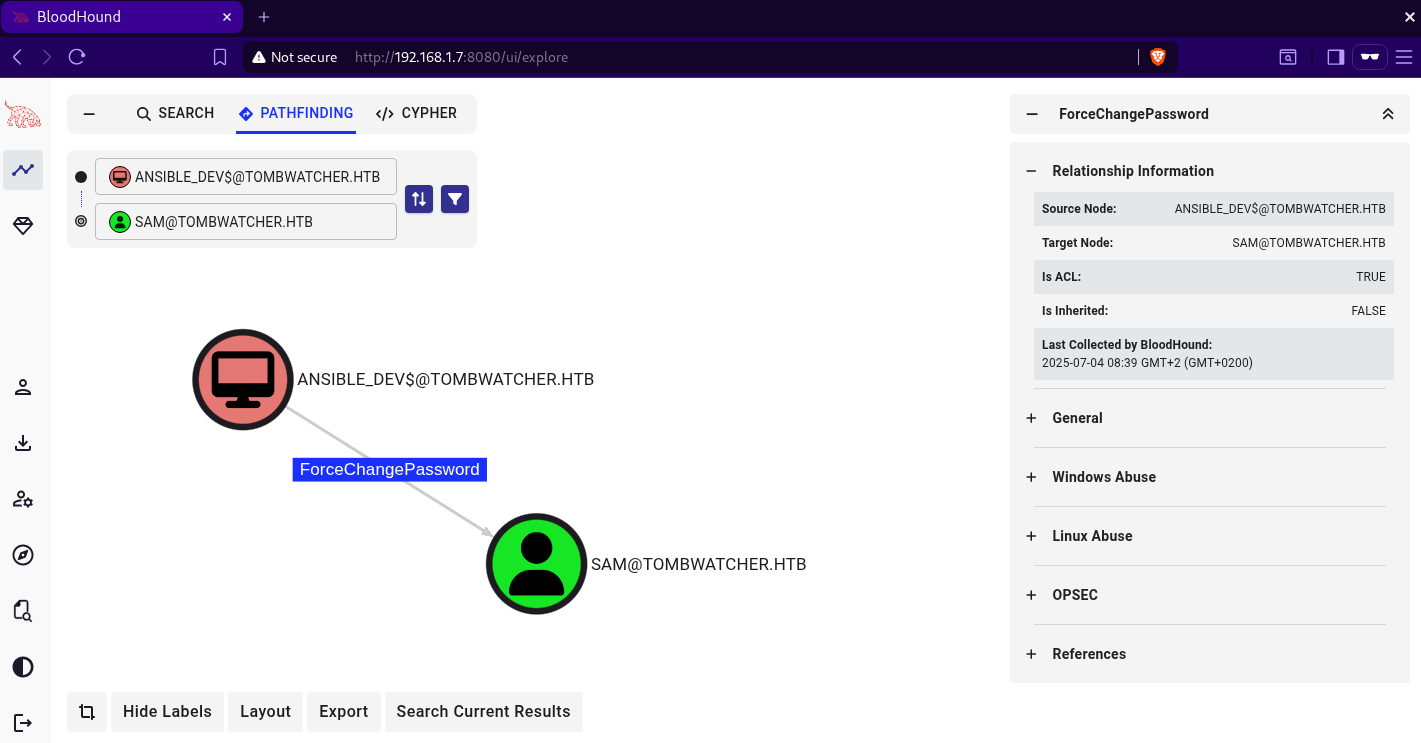 BloodHound
Not secure http://192.168.1.7:8080/ui/explore
SEARCH PATHFINDING CYPHER
ANSIBLE_DEV$@TOMBWATCHER.HTB
SAM@TOMBWATCHER.HTB
ANSIBLE_DEV$@TOMBWATCHER.HTB
ForceChangePassword
SAM@TOMBWATCHER.HTB
Hide Labels Layout Export Search Current Results
ForceChangePassword
Relationship Information
Source Node: ANSIBLE_DEV$@TOMBWATCHER.HTB
Target Node: SAM@TOMBWATCHER.HTB
Is ACL: TRUE
Is Inherited: FALSE
Last Collected by BloodHound:
2025-07-04 08:39 GMT+2 (GMT+0200)
General
Windows Abuse
Linux Abuse
OPSEC
References